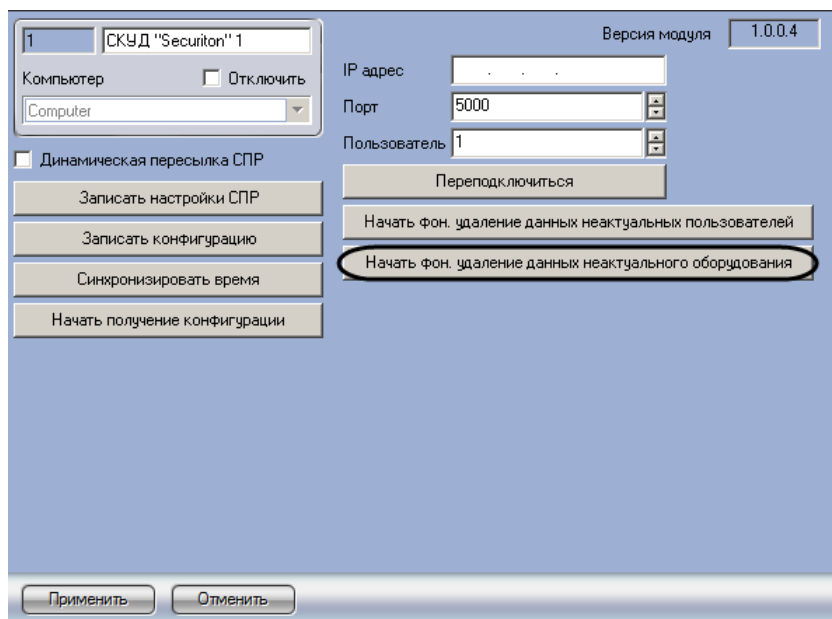 1
СКУД "Securiton" 1
Компьютер
Отключить
Computer
Динамическая пересылка СПР
Записать настройки СПР
Записать конфигурацию
Синхронизировать время
Начать получение конфигурации
Версия модуля 1.0.0.4
IP адрес . . .
Порт 5000
Пользователь 1
Переподключиться
Начать фон. удаление данных неактуальных пользователей
Начать фон. удаление данных неактуального оборудования
Применить
Отменить